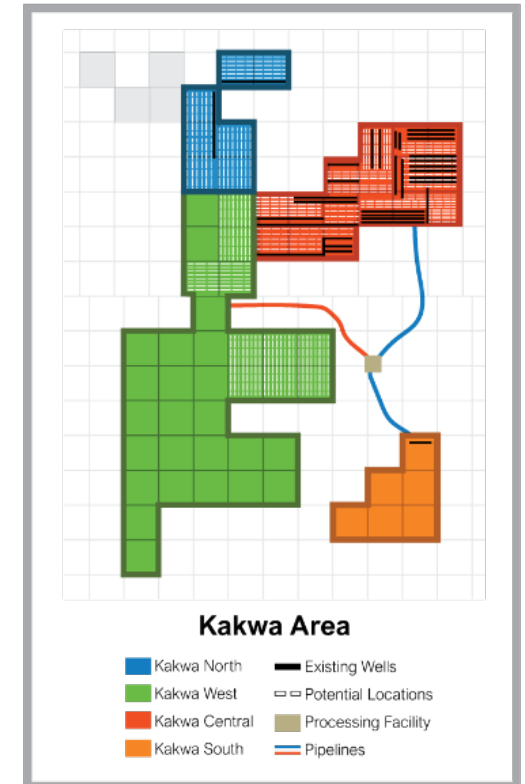 Kakwa Area
Kakwa North
Existing Wells
Kakwa West
Potential Locations
Kakwa Central
Processing Facility
Kakwa South
Pipelines